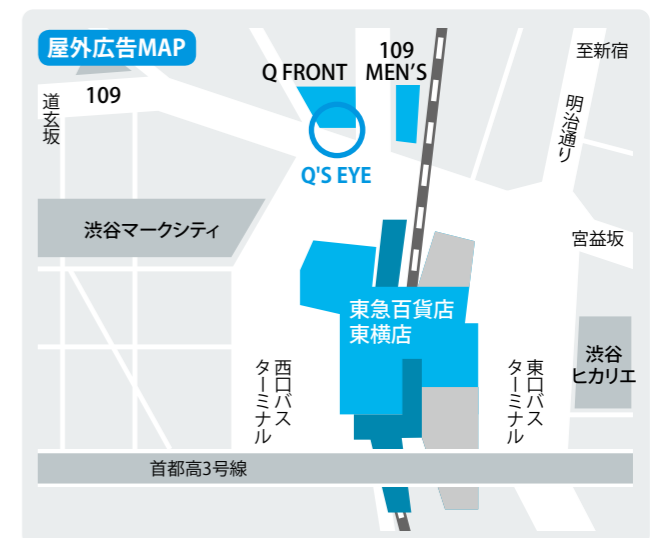 屋外広告MAP
至新宿
109
MEN'S
Q FRONT
109
道玄坂
明治通り
Q'S EYE
渋谷マークシティ
宮益坂
東急百貨店
東横店
渋谷
ヒカリエ
西口バス
ターミナル
東口バス
ターミナル
首都高3号線